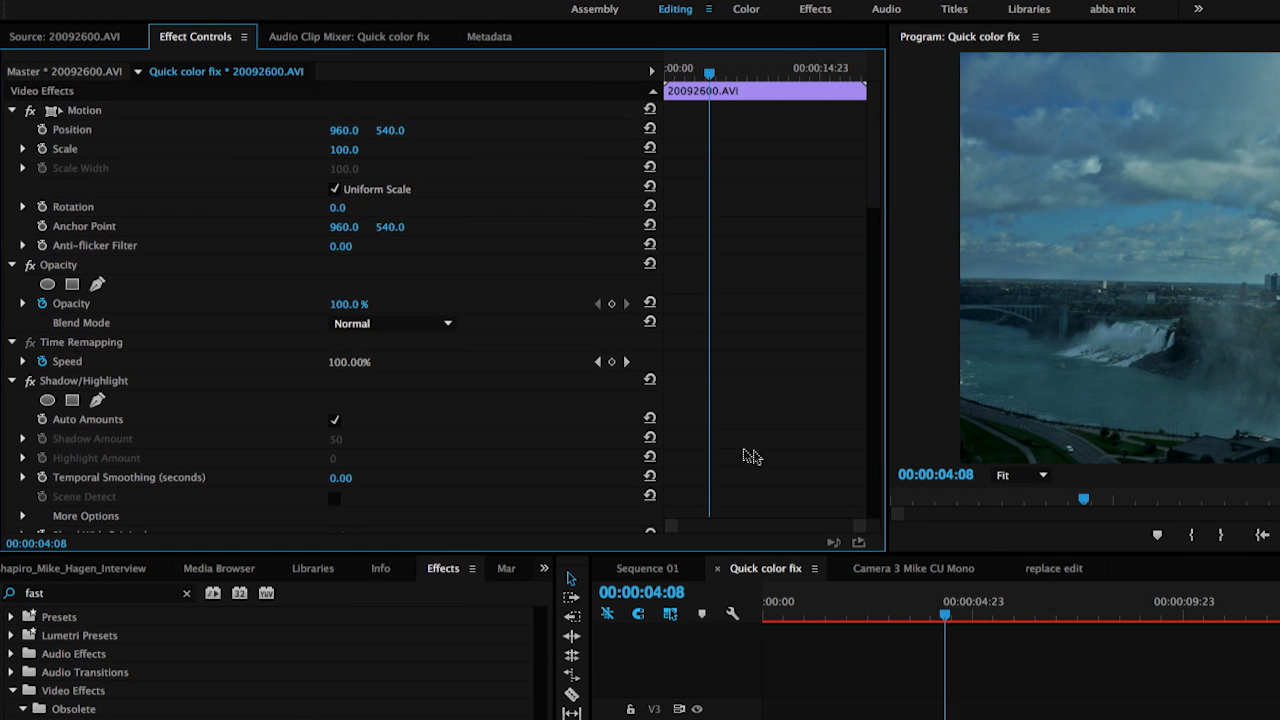 Assembly Editing Color Effects Audio Titles Libraries abba mix
Source: 20092600.AVI Effect Controls Audio Clip Mixer: Quick color fix Metadata
Program: Quick color fix
Master * 20092600.AVI Quick color fix * 20092600.AVI
:00:00 00:00:14:23
Video Effects
20092600.AVI
fx Motion
Position 960.0 540.0
Scale 100.0
Scale Width 100.0
Uniform Scale
Rotation 0.0
Anchor Point 960.0 540.0
Anti-flicker Filter 0.00
fx Opacity
Opacity 100.0 %
Blend Mode Normal
fx Time Remapping
Speed 100.00%
fx Shadow/Highlight
Auto Amounts
Shadow Amount 50
Highlight Amount 0
Temporal Smoothing (seconds) 0.00
Scene Detect
More Options
00:00:04:08
00:00:04:08 Fit
hapiro_Mike_Hagen_Interview Media Browser Libraries Info Effects Mar
fast
32 YUV
Presets
Lumetri Presets
Audio Effects
Audio Transitions
Video Effects
Obsolete
Sequence 01 × Quick color fix Camera 3 Mike CU Mono replace edit
00:00:04:08
:00:00 00:00:04:23 00:00:09:23
V3